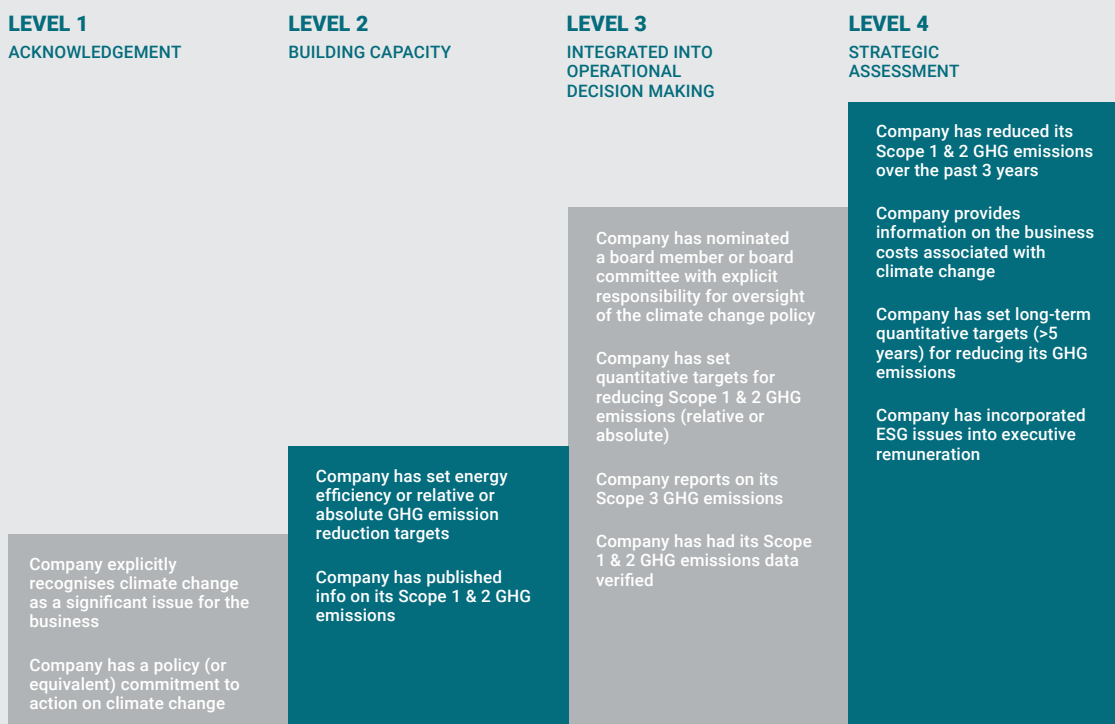 LEVEL 1
ACKNOWLEDGEMENT
Company explicitly
recognises climate change
as a significant issue for the
business
Company has a policy (or
equivalent) commitment to
action on climate change
LEVEL 2
BUILDING CAPACITY
Company has set energy
efficiency or relative or
absolute GHG emission
reduction targets
Company has published
info on its Scope 1 & 2 GHG
emissions
LEVEL 3
INTEGRATED INTO
OPERATIONAL
DECISION MAKING
Company has nominated
a board member or board
committee with explicit
responsibility for oversight
of the climate change policy
Company has set
quantitative targets for
reducing Scope 1 & 2 GHG
emissions (relative or
absolute)
Company reports on its
Scope 3 GHG emissions
Company has had its Scope
1 & 2 GHG emissions data
verified
LEVEL 4
STRATEGIC
ASSESSMENT
Company has reduced its
Scope 1 & 2 GHG emissions
over the past 3 years
Company provides
information on the business
costs associated with
climate change
Company has set long-term
quantitative targets (>5
years) for reducing its GHG
emissions
Company has incorporated
ESG issues into executive
remuneration